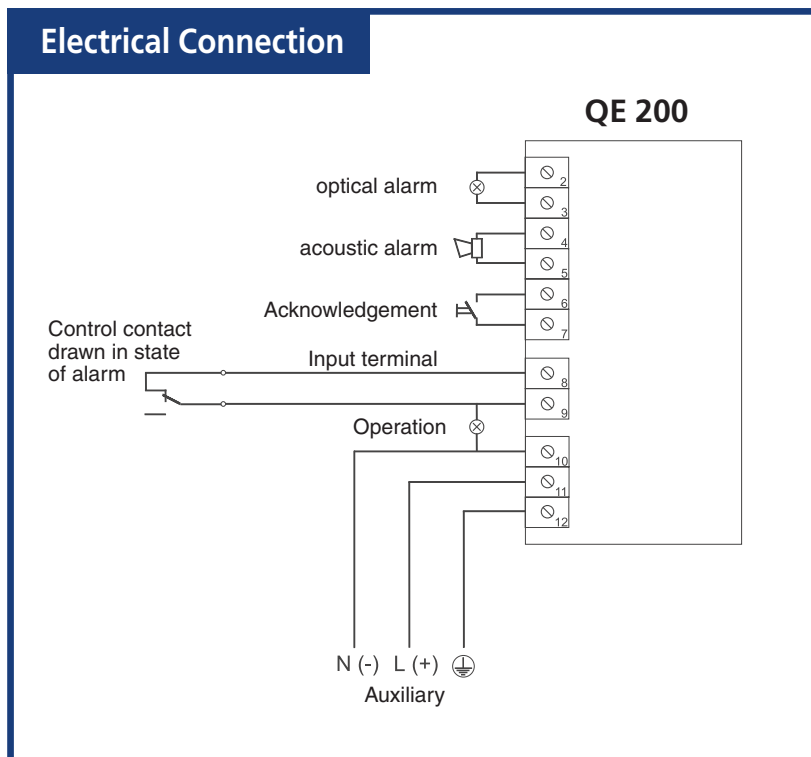 Electrical Connection
QE 200
optical alarm
2
3
acoustic alarm
4
5
Acknowledgement
6
7
Control contact
drawn in state
of alarm
Input terminal
8
9
Operation
10
11
12
N (-) L (+)
Auxiliary